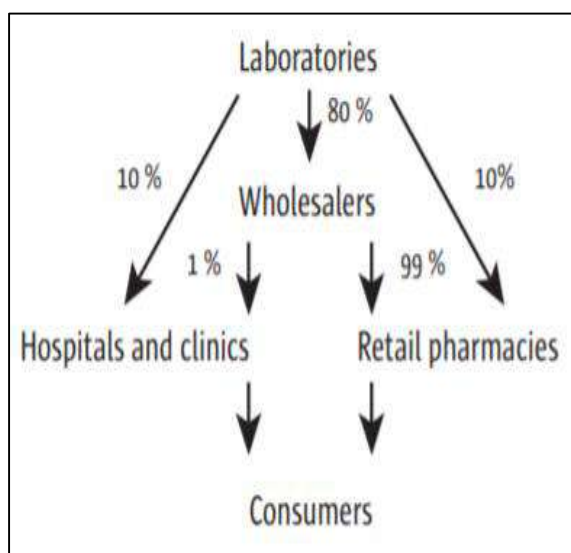 Laboratories
80 %
10 %
10%
Wholesalers
1 %
99 %
Hospitals and clinics
Retail pharmacies
Consumers